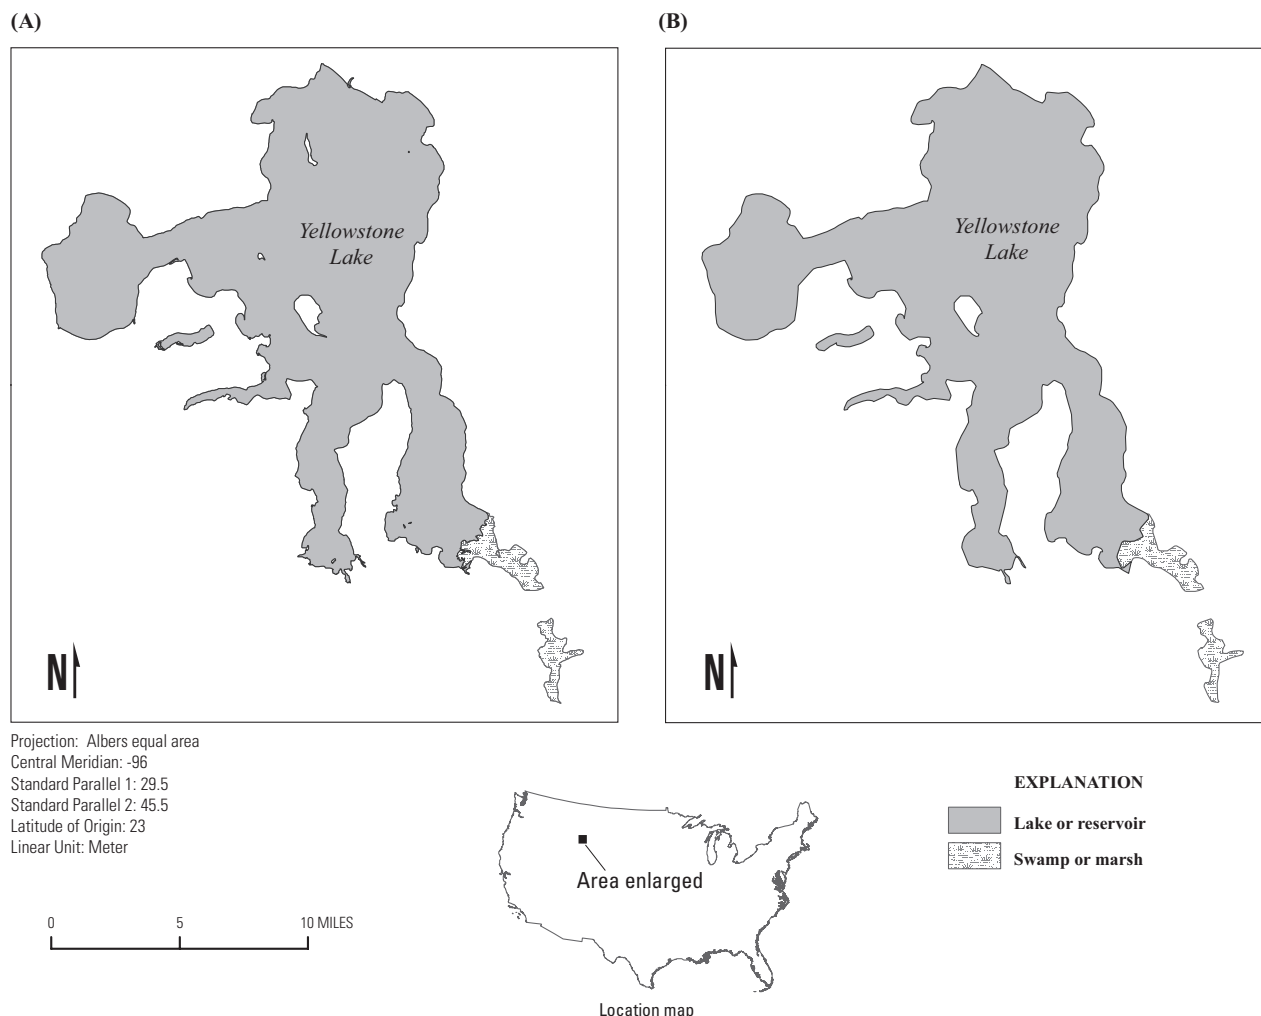 (A)
(B)
Yellowstone
Lake
Yellowstone
Lake
N
N
Projection: Albers equal area
Central Meridian: -96
Standard Parallel 1: 29.5
Standard Parallel 2: 45.5
Latitude of Origin: 23
Linear Unit: Meter
EXPLANATION
Lake or reservoir
Swamp or marsh
Area enlarged
0 5 10 MILES
Location map